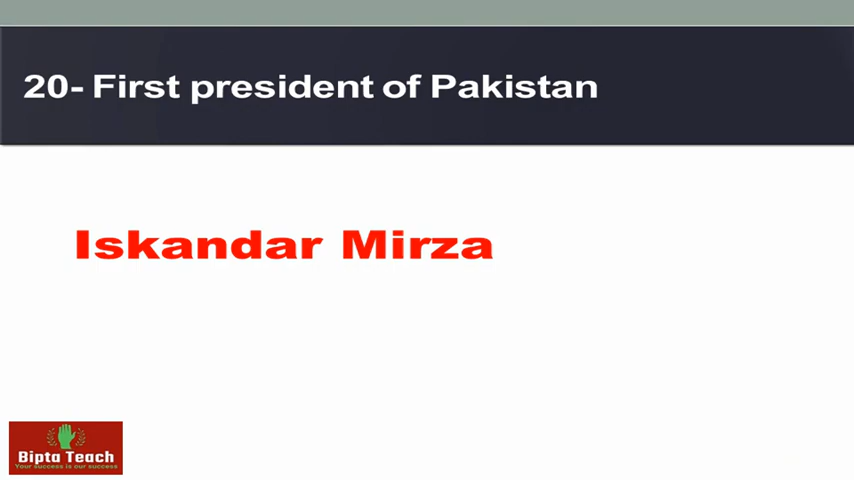 20- First president of Pakistan
Iskandar Mirza
Bipta Teach
Your success is our success